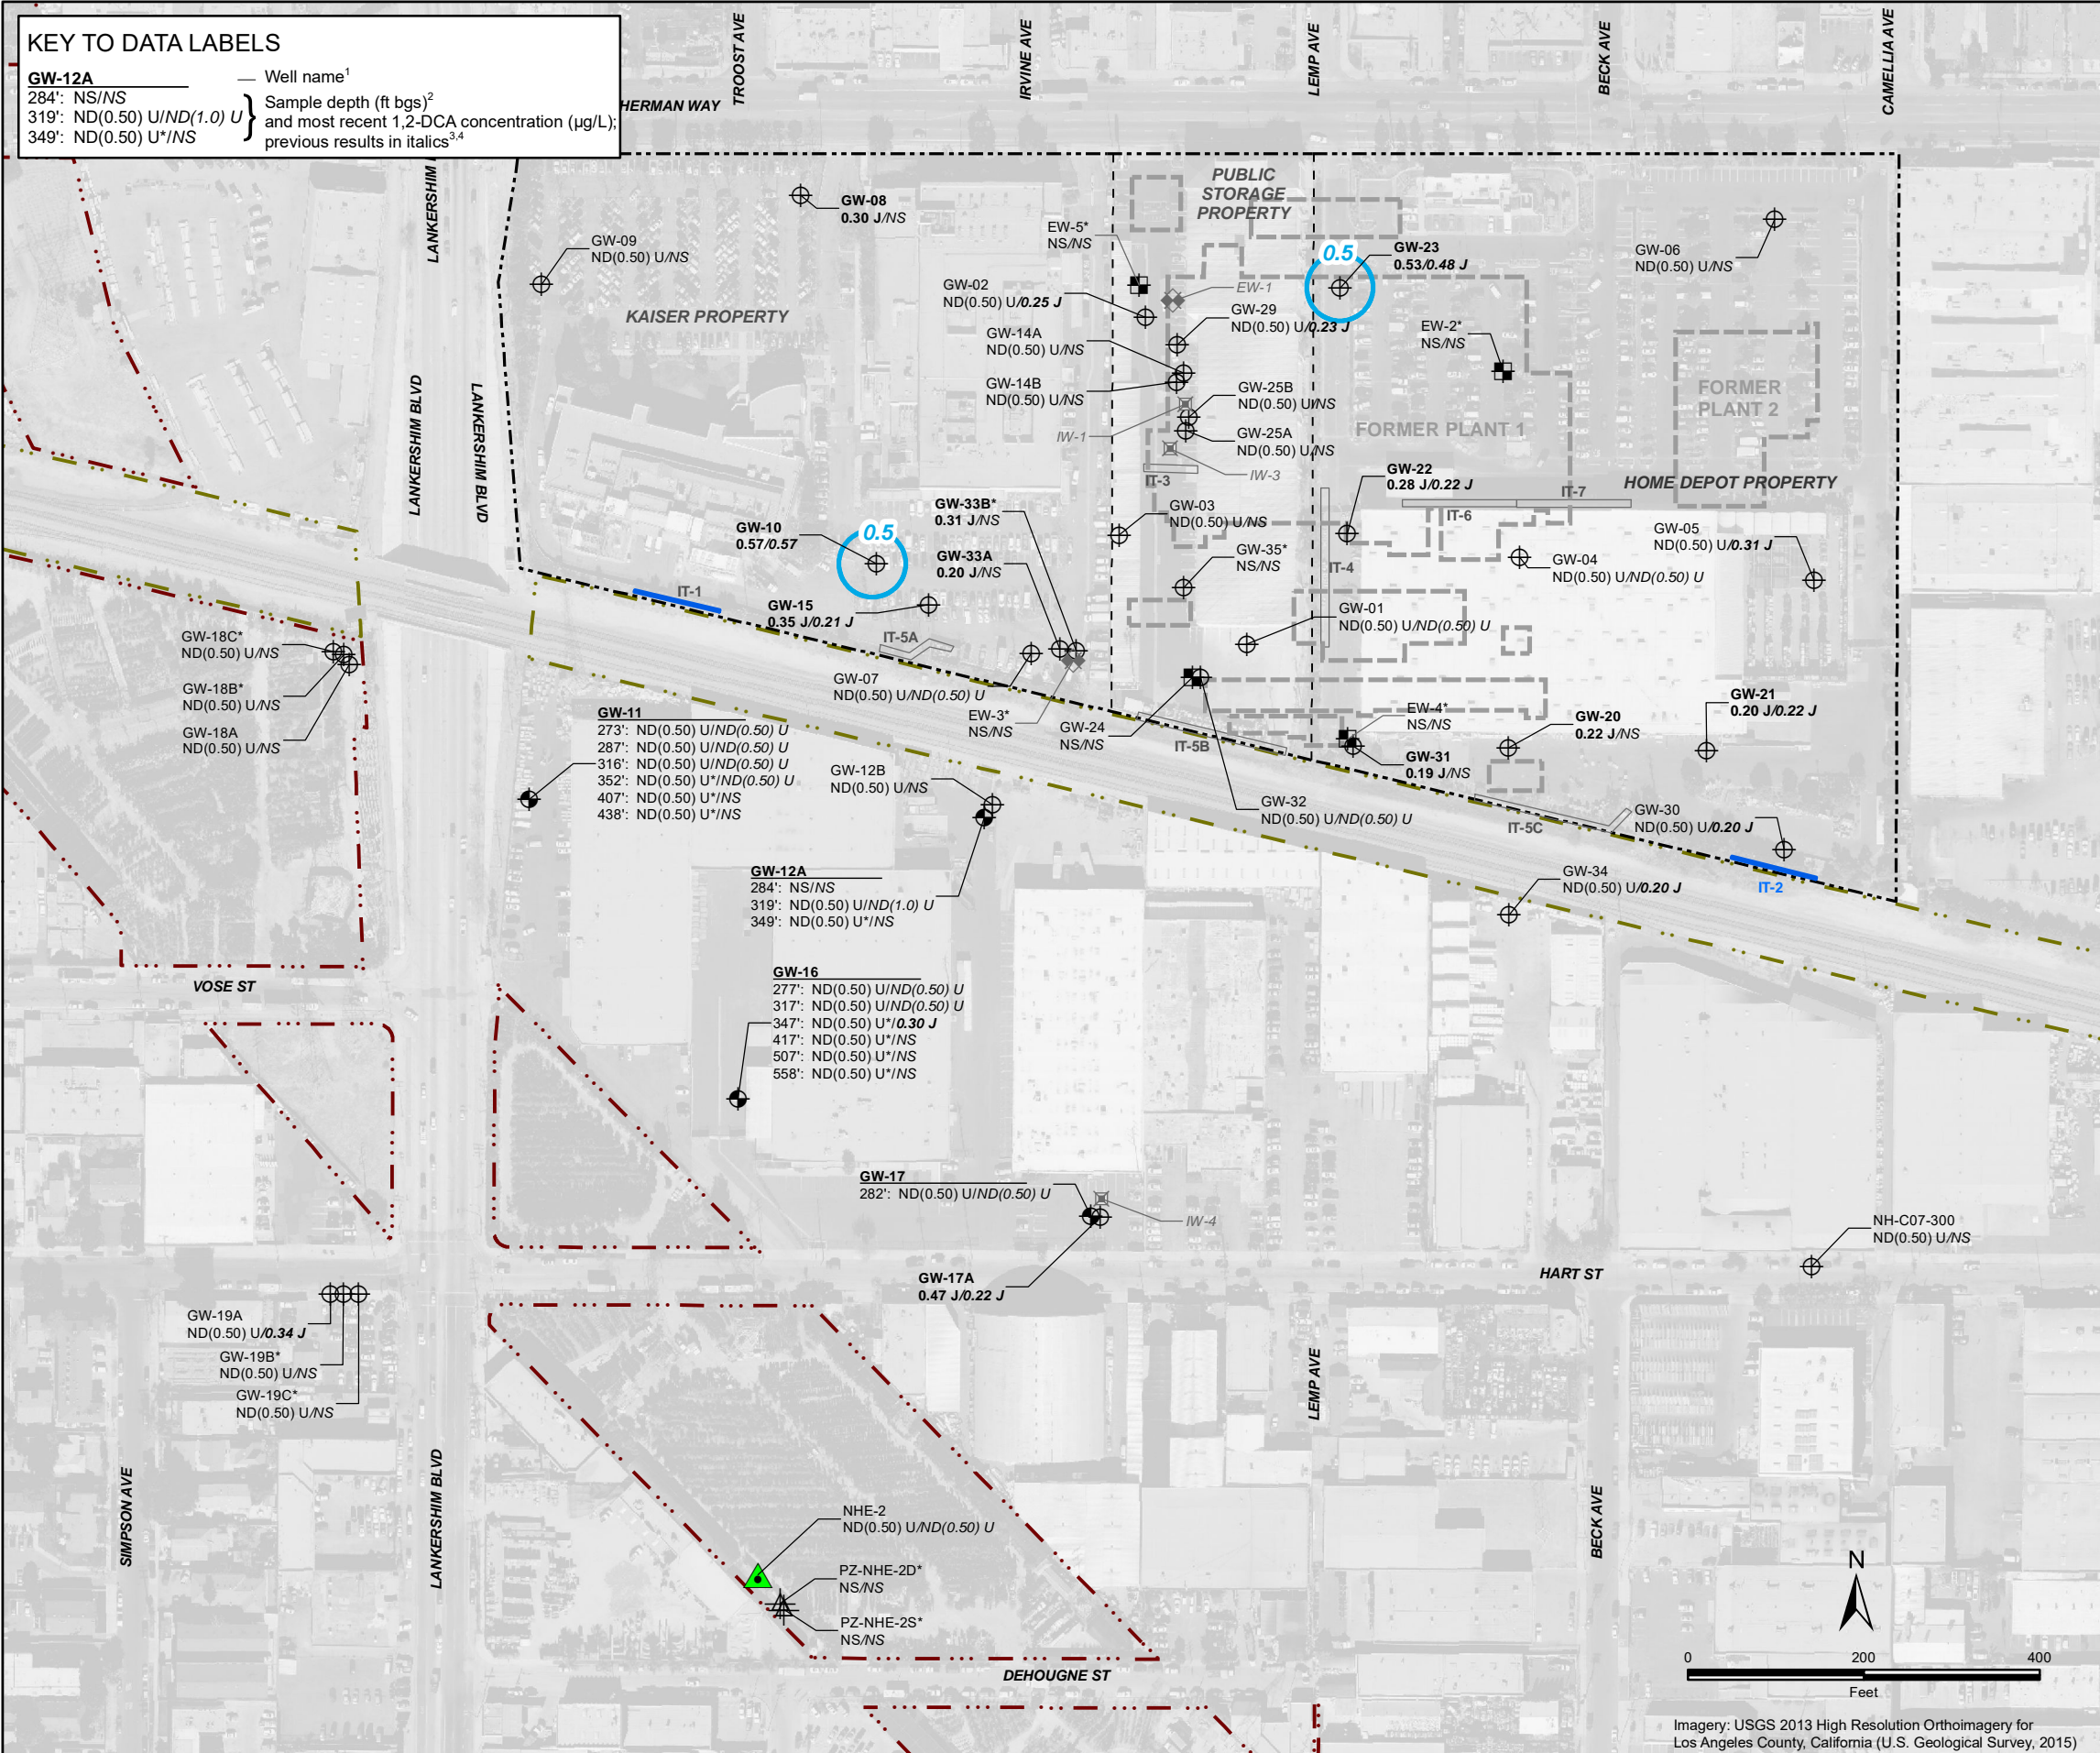 KEY TO DATA LABELS
GW-12A
284': NS/NS
319': ND(0.50) U/ND(1.0) U
349': ND(0.50) U*/NS
Well name1
Sample depth (ft bgs)2
and most recent 1,2-DCA concentration (µg/L);
previous results in italics3,4
TROOST AVE
IRVINE AVE
LEMP AVE
BECK AVE
CAMELLIA AVE
HERMAN WAY
LANKERSHIM
PUBLIC
STORAGE
PROPERTY
GW-08
0.30 J/NS
GW-09
ND(0.50) U/NS
KAISER PROPERTY
EW-5*
NS/NS
GW-23
0.53/0.48 J
0.5
GW-06
ND(0.50) U/NS
GW-02
ND(0.50) U/0.25 J
EW-1
GW-29
ND(0.50) U/0.23 J
GW-14A
ND(0.50) U/NS
EW-2*
NS/NS
GW-14B
ND(0.50) U/NS
GW-25B
ND(0.50) U/NS
FORMER
PLANT 2
LANKERSHIM BLVD
LANKERSHIM BLVD
IW-1
GW-25A
ND(0.50) U/NS
FORMER PLANT 1
IW-3
IT-3
GW-22
0.28 J/0.22 J
HOME DEPOT PROPERTY
IT-7
IT-6
GW-33B*
0.31 J/NS
GW-10
0.57/0.57
0.5
GW-03
ND(0.50) U/NS
GW-05
ND(0.50) U/0.31 J
GW-33A
0.20 J/NS
GW-35*
NS/NS
IT-4
GW-04
ND(0.50) U/ND(0.50) U
IT-1
GW-15
0.35 J/0.21 J
GW-01
ND(0.50) U/ND(0.50) U
IT-5A
GW-18C*
ND(0.50) U/NS
GW-18B*
ND(0.50) U/NS
GW-18A
ND(0.50) U/NS
GW-07
ND(0.50) U/ND(0.50) U
EW-3*
NS/NS
GW-24
NS/NS
IT-5B
EW-4*
NS/NS
GW-20
0.22 J/NS
GW-21
0.20 J/0.22 J
GW-31
0.19 J/NS
GW-11
273': ND(0.50) U/ND(0.50) U
287': ND(0.50) U/ND(0.50) U
316': ND(0.50) U/ND(0.50) U
352': ND(0.50) U*/ND(0.50) U
407': ND(0.50) U*/NS
438': ND(0.50) U*/NS
GW-12B
ND(0.50) U/NS
GW-32
ND(0.50) U/ND(0.50) U
IT-5C
GW-30
ND(0.50) U/0.20 J
IT-2
GW-34
ND(0.50) U/0.20 J
GW-12A
284': NS/NS
319': ND(0.50) U/ND(1.0) U
349': ND(0.50) U*/NS
VOSE ST
GW-16
277': ND(0.50) U/ND(0.50) U
317': ND(0.50) U/ND(0.50) U
347': ND(0.50) U*/0.30 J
417': ND(0.50) U*/NS
507': ND(0.50) U*/NS
558': ND(0.50) U*/NS
GW-17
282': ND(0.50) U/ND(0.50) U
IW-4
NH-C07-300
ND(0.50) U/NS
GW-17A
0.47 J/0.22 J
HART ST
GW-19A
ND(0.50) U/0.34 J
GW-19B*
ND(0.50) U/NS
GW-19C*
ND(0.50) U/NS
SIMPSON AVE
LANKERSHIM BLVD
LEMP AVE
BECK AVE
NHE-2
ND(0.50) U/ND(0.50) U
PZ-NHE-2D*
NS/NS
PZ-NHE-2S*
NS/NS
DEHOUGNE ST
N
0 200 400
Feet
Imagery: USGS 2013 High Resolution Orthoimagery for
Los Angeles County, California (U.S. Geological Survey, 2015)